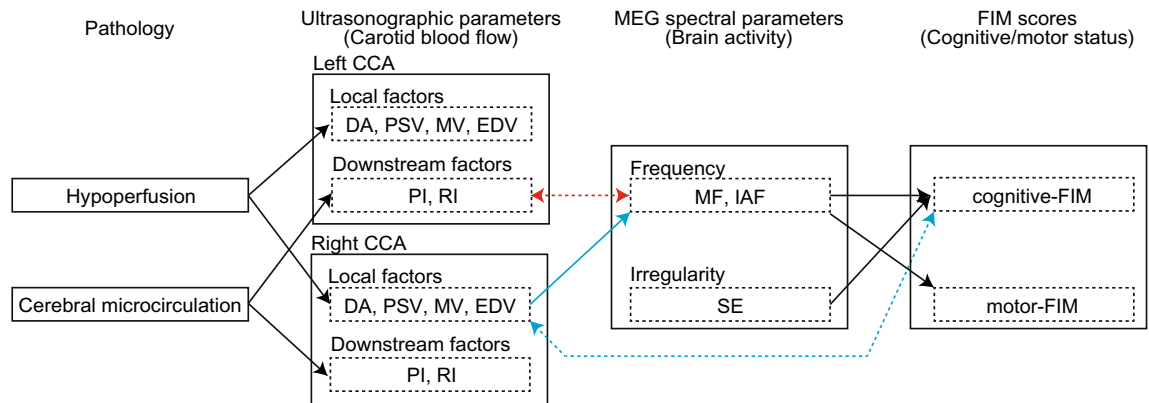 Pathology
Ultrasonographic parameters
(Carotid blood flow)
MEG spectral parameters
(Brain activity)
FIM scores
(Cognitive/motor status)
Left CCA
Local factors
DA, PSV, MV, EDV
Downstream factors
PI, RI
Hypoperfusion
Cerebral microcirculation
Right CCA
Local factors
DA, PSV, MV, EDV
Downstream factors
PI, RI
Frequency
MF, IAF
Irregularity
SE
cognitive-FIM
motor-FIM